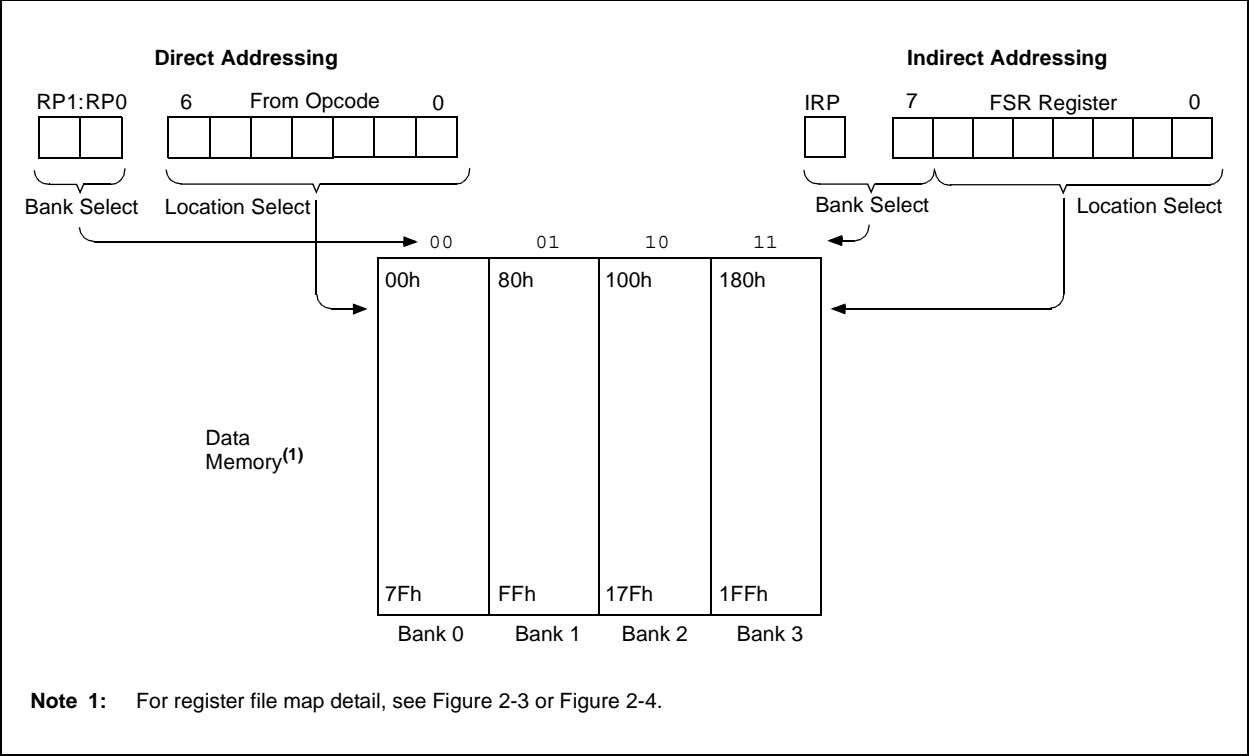 Direct Addressing
Indirect Addressing
RP1:RP0 6 From Opcode 0
IRP 7 FSR Register 0
Bank Select Location Select
Bank Select Location Select
00 01 10 11
00h 80h 100h 180h
Data
Memory(1)
7Fh FFh 17Fh 1FFh
Bank 0 Bank 1 Bank 2 Bank 3
Note 1: For register file map detail, see Figure 2-3 or Figure 2-4.